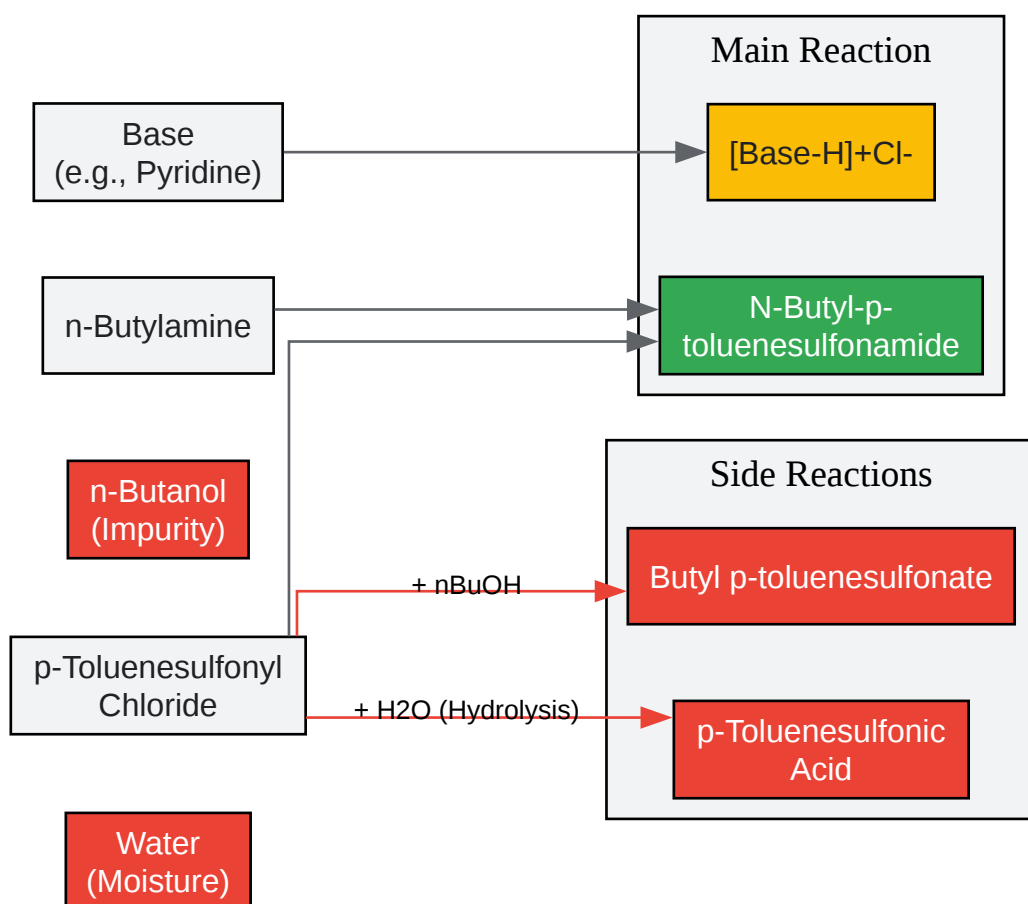 Main Reaction
Base
(e.g., Pyridine)
[Base-H]+Cl-
n-Butylamine
N-Butyl-p-
toluenesulfonamide
Side Reactions
n-Butanol
(Impurity)
+ nBuOH
Butyl p-toluenesulfonate
p-Toluenesulfonyl
Chloride
+ H2O (Hydrolysis)
p-Toluenesulfonic
Acid
Water
(Moisture)